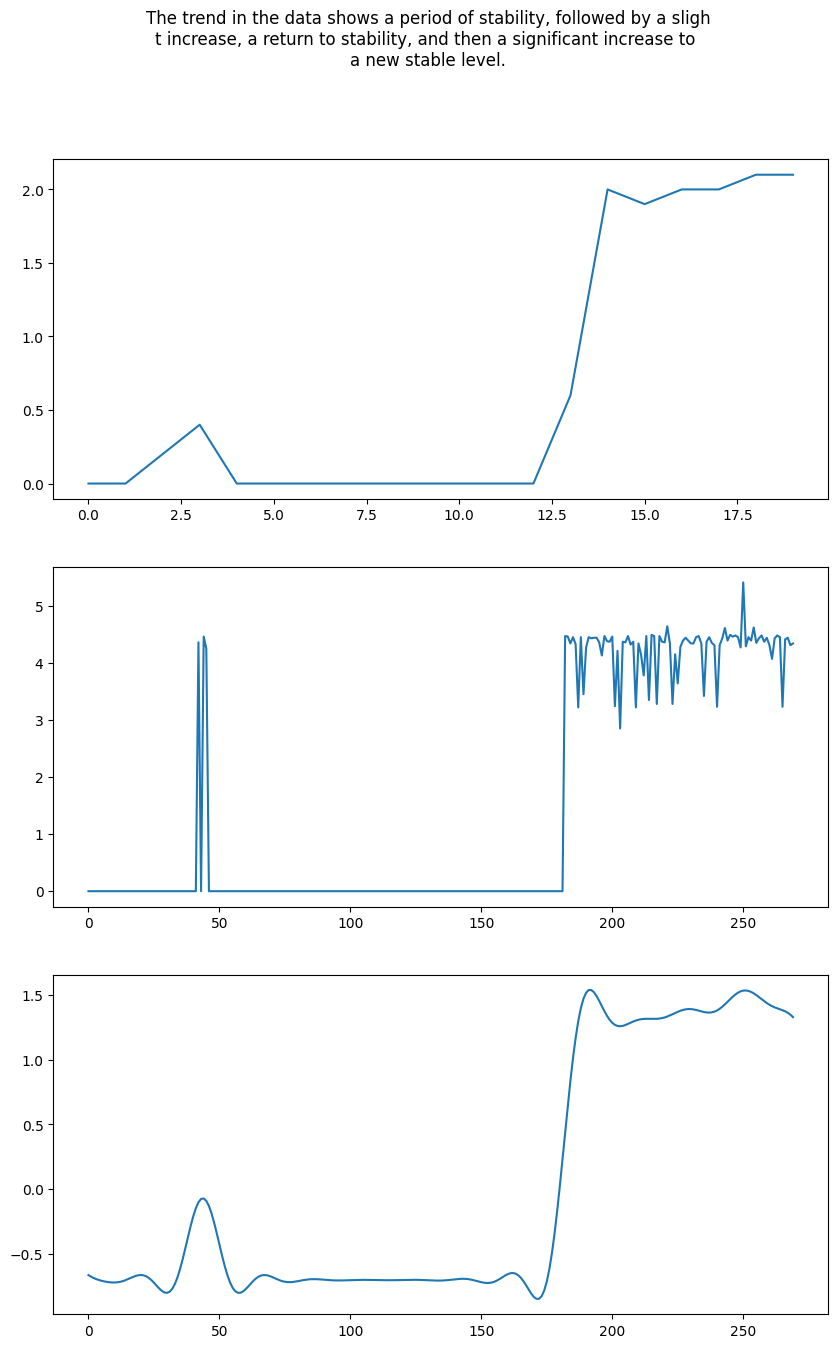 The trend in the data shows a period of stability, followed by a sligh
t increase, a return to stability, and then a significant increase to
a new stable level.
2.0
1.5
1.0
0.5
0.0
0.0 2.5 5.0 7.5 10.0 12.5 15.0 17.5
5
4
3
2
1
0
0 50 100 150 200 250
1.5
1.0
0.5
0.0
−0.5
0 50 100 150 200 250